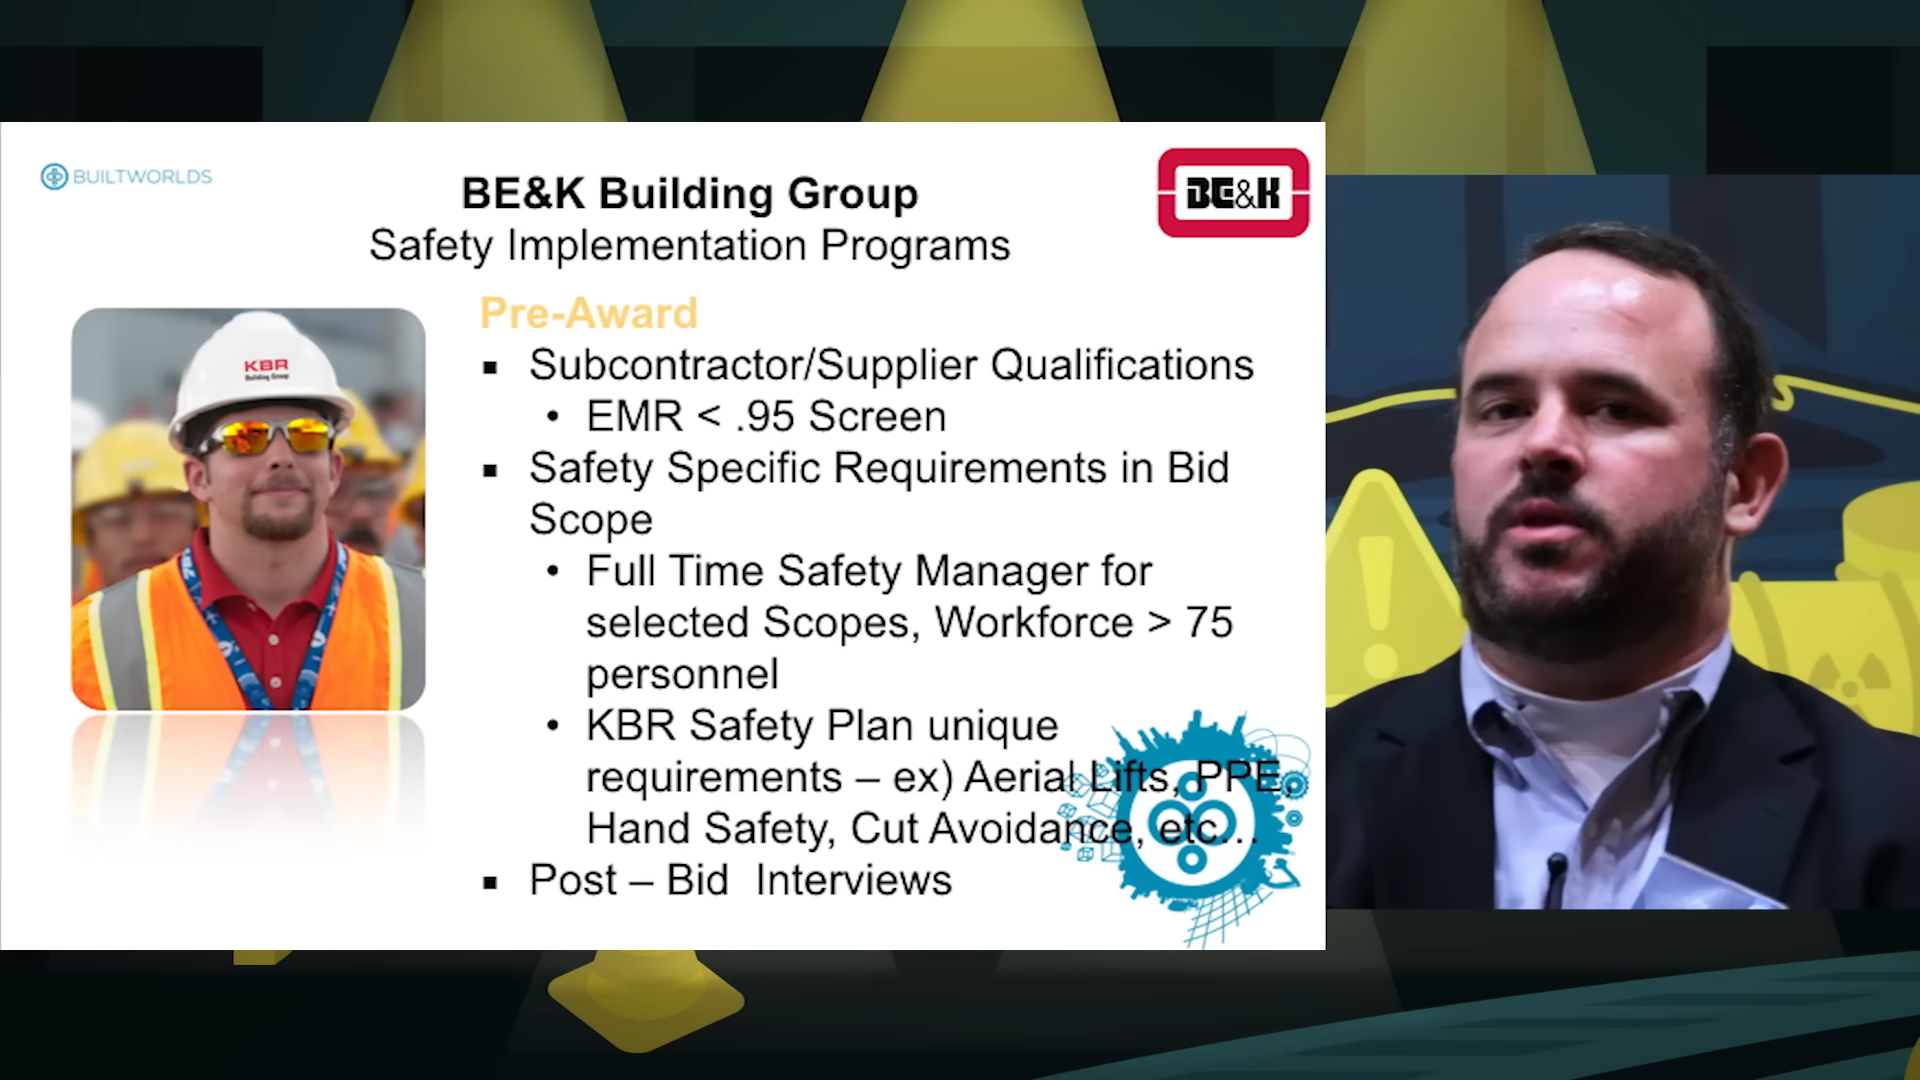 BUILTWORLDS
BE&K Building Group
BE&K
Safety Implementation Programs
Pre-Award
▪ Subcontractor/Supplier Qualifications
• EMR < .95 Screen
▪ Safety Specific Requirements in Bid
Scope
• Full Time Safety Manager for
selected Scopes, Workforce > 75
personnel
• KBR Safety Plan unique
requirements – ex) Aerial Lifts, PPE,
Hand Safety, Cut Avoidance, etc…
▪ Post – Bid  Interviews
KBR
Building Group